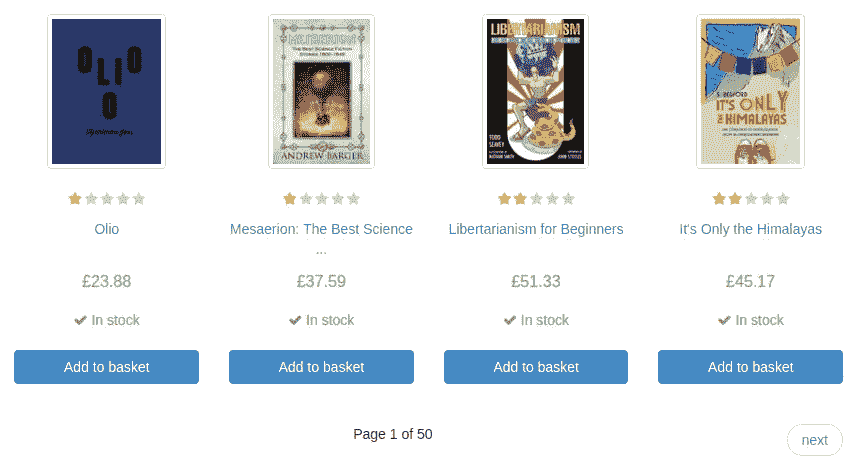 OLIO
MESAERION
The Best Science Fiction
Stories 1800-1849
ANDREW BARGER
LIBERTARIANISM
TODD
SEAVEY
S. BEDFORD
IT'S ONLY
THE HIMALAYAS
Olio
Mesaerion: The Best Science
...
Libertarianism for Beginners
It's Only the Himalayas
£23.88
£37.59
£51.33
£45.17
In stock
In stock
In stock
In stock
Add to basket
Add to basket
Add to basket
Add to basket
Page 1 of 50
next